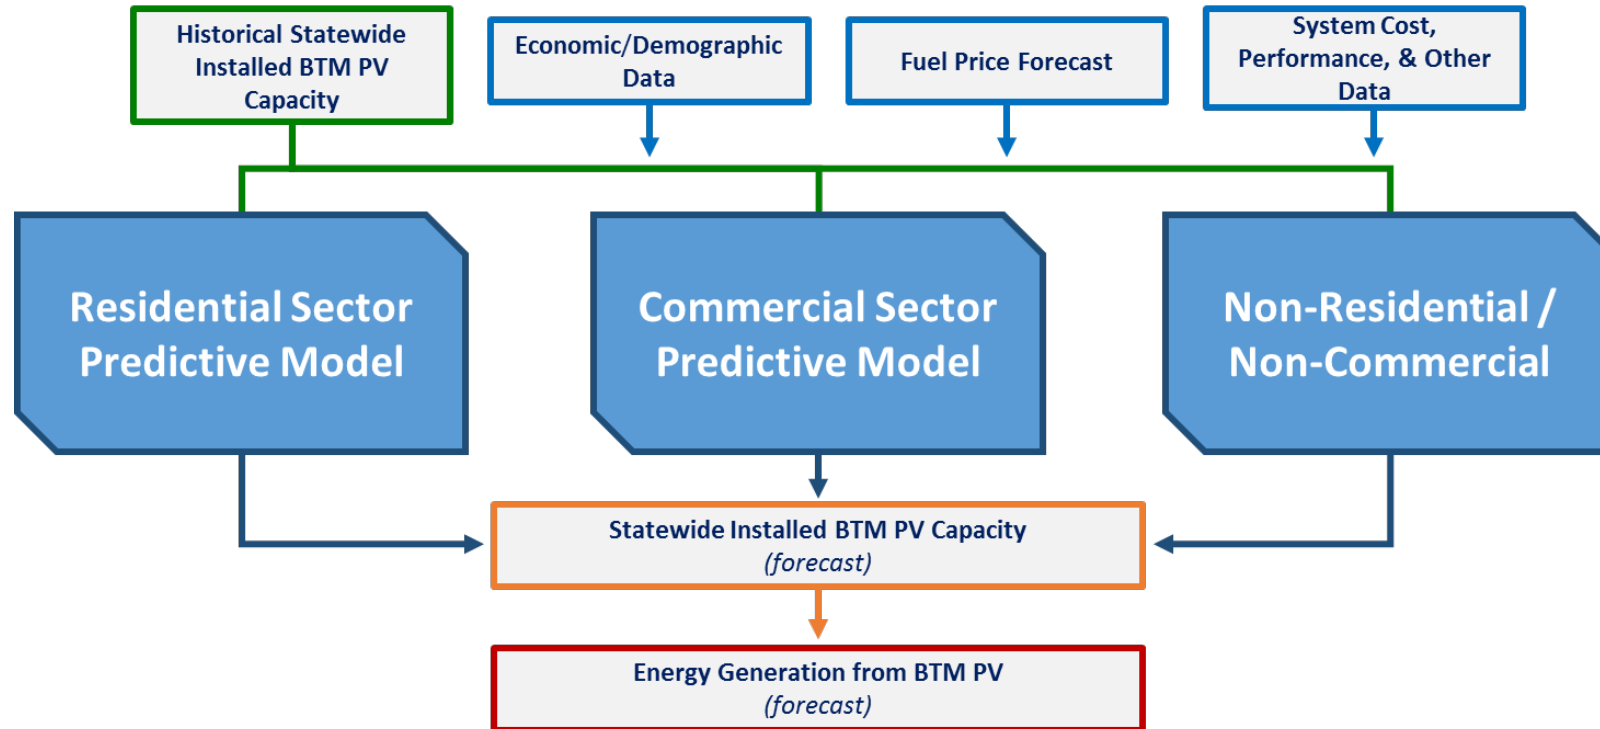 Historical Statewide
Installed BTM PV
Capacity
Economic/Demographic
Data
Fuel Price Forecast
System Cost,
Performance, & Other
Data
Residential Sector
Predictive Model
Commercial Sector
Predictive Model
Non-Residential /
Non-Commercial
Statewide Installed BTM PV Capacity
(forecast)
Energy Generation from BTM PV
(forecast)